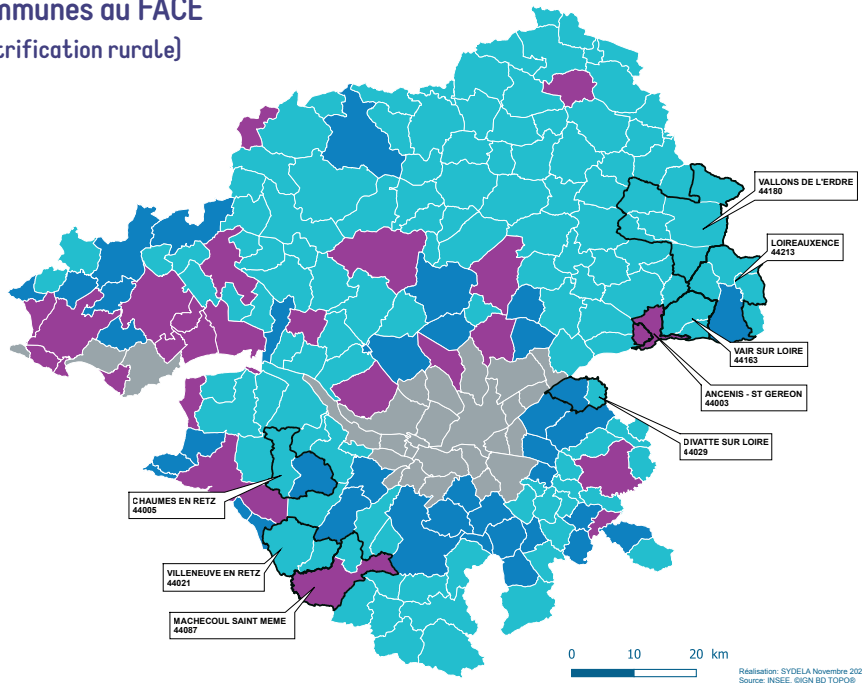 mmunes au FACE
trification rurale)
VALLONS DE L'ERDRE
44180
LOIREAUXENCE
44213
VAIR SUR LOIRE
44163
ANCENIS - ST GEREON
44003
DIVATTE SUR LOIRE
44029
CHAUMES EN RETZ
44005
VILLENEUVE EN RETZ
44021
MACHECOUL SAINT MEME
44087
0 10 20 km
Réalisation: SYDELA Novembre 202
Source: INSEE, ©IGN BD TOPO®